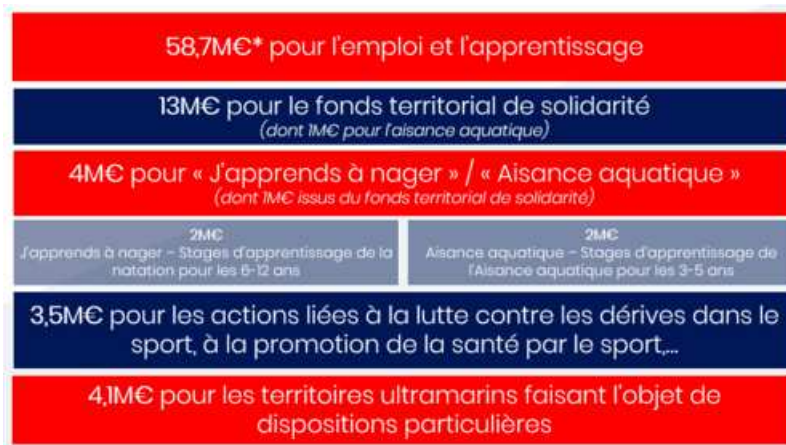 58,7M€* pour l'emploi et l'apprentissage
13M€ pour le fonds territorial de solidarité
(dont 1M€ pour l'aisance aquatique)
4M€ pour « J'apprends à nager » / « Aisance aquatique »
(dont 1M€ issus du fonds territorial de solidarité)
2M€
J'apprends à nager – Stages d'apprentissage de la
natation pour les 6-12 ans
2M€
Aisance aquatique – Stages d'apprentissage de
l'Aisance aquatique pour les 3-5 ans
3,5M€ pour les actions liées à la lutte contre les dérives dans le
sport, à la promotion de la santé par le sport,...
4,1M€ pour les territoires ultramarins faisant l'objet de
dispositions particulières